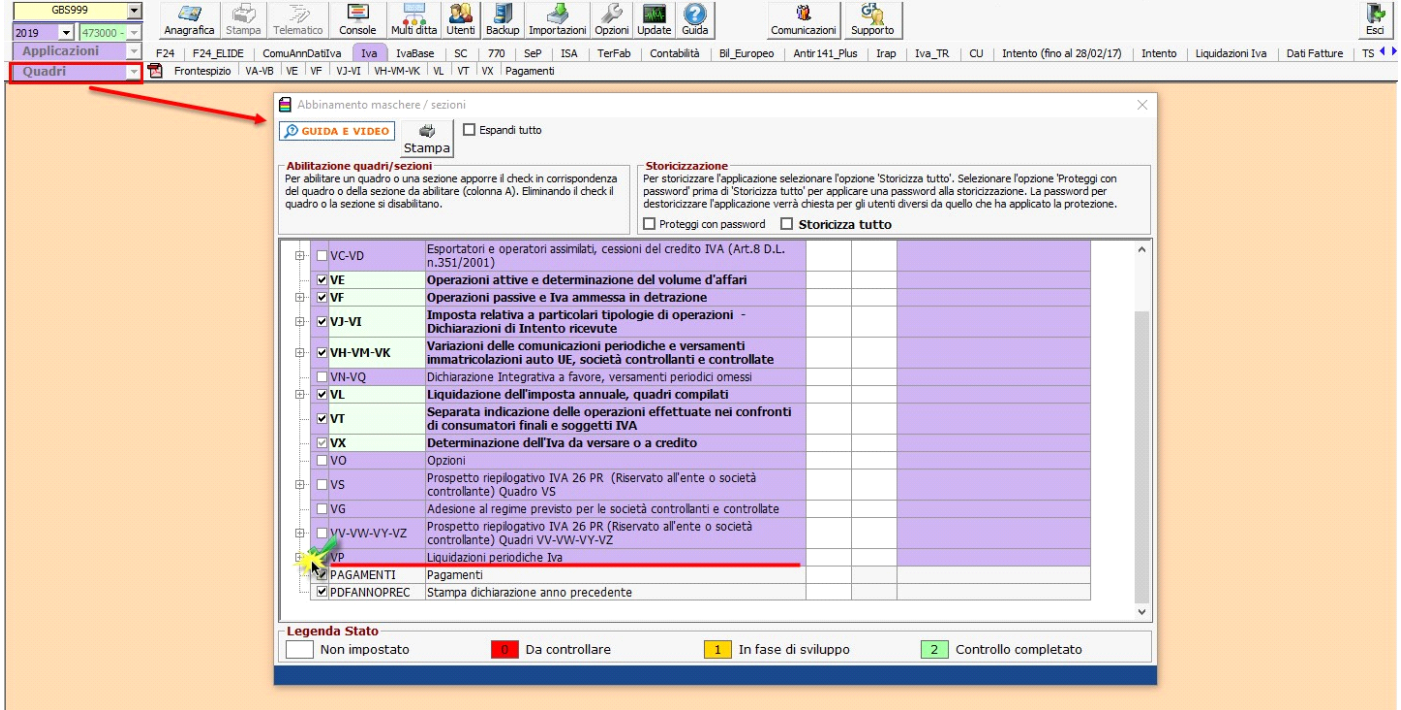 GBS999
2019 473000 -
Anagrafica Stampa Telematico Console Multi ditta Utenti Backup Importazioni Opzioni Update Guida Comunicazioni Supporto Esci
Applicazioni F24 F24_ELIDE ComuAnnDatiIva Iva IvaBase SC 770 SeP ISA TerFab Contabilità Bil_Europeo Antir141_Plus Irap Iva_TR CU Intento (fino al 28/02/17) Intento Liquidazioni Iva Dati Fatture TS
Quadri Frontespizio VA-VB VE VF VJ-VI VH-VM-VK VL VT VX Pagamenti
Abbinamento maschere / sezioni
GUIDA E VIDEO
Stampa
Espandi tutto
Abilitazione quadri/sezioni
Per abilitare un quadro o una sezione apporre il check in corrispondenza
del quadro o della sezione da abilitare (colonna A). Eliminando il check il
quadro o la sezione si disabilitano.
Storicizzazione
Per storicizzare l'applicazione selezionare l'opzione 'Storicizza tutto'. Selezionare l'opzione 'Proteggi con
password' prima di 'Storicizza tutto' per applicare una password alla storicizzazione. La password per
destoricizzare l'applicazione verrà chiesta per gli utenti diversi da quello che ha applicato la protezione.
Proteggi con password Storicizza tutto
VC-VD Esportatori e operatori assimilati, cessioni del credito IVA (Art.8 D.L.
n.351/2001)
VE Operazioni attive e determinazione del volume d'affari
VF Operazioni passive e Iva ammessa in detrazione
VJ-VI Imposta relativa a particolari tipologie di operazioni -
Dichiarazioni di Intento ricevute
VH-VM-VK Variazioni delle comunicazioni periodiche e versamenti
immatricolazioni auto UE, società controllanti e controllate
VN-VQ Dichiarazione Integrativa a favore, versamenti periodici omessi
VL Liquidazione dell'imposta annuale, quadri compilati
VT Separata indicazione delle operazioni effettuate nei confronti
di consumatori finali e soggetti IVA
VX Determinazione dell'Iva da versare o a credito
VO Opzioni
VS Prospetto riepilogativo IVA 26 PR (Riservato all'ente o società
controllante) Quadro VS
VG Adesione al regime previsto per le società controllanti e controllate
VV-VW-VY-VZ Prospetto riepilogativo IVA 26 PR (Riservato all'ente o società
controllante) Quadri VV-VW-VY-VZ
VP Liquidazioni periodiche Iva
PAGAMENTI Pagamenti
PDFANNOPREC Stampa dichiarazione anno precedente
Legenda Stato
Non impostato 0 Da controllare 1 In fase di sviluppo 2 Controllo completato